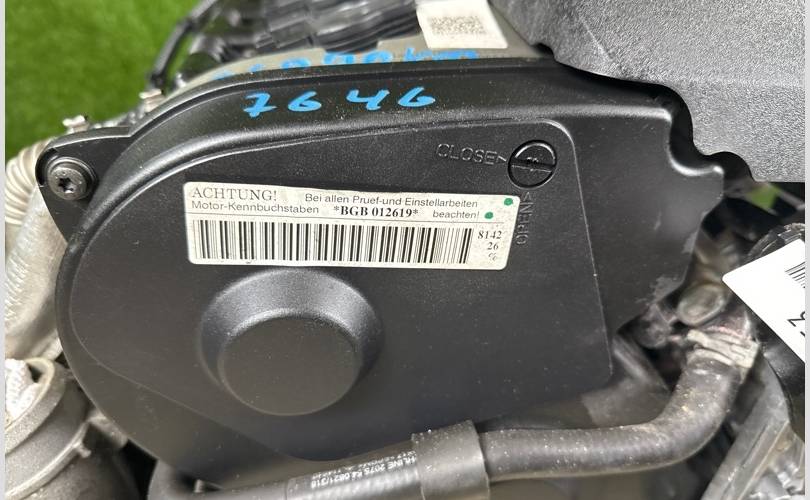 7646
CLOSE
OPEN
ACHTUNG! Bei allen Pruef-und Einstellarbeiten
Motor-Kennbuchstaben *BGB 012619* beachten!
8142
26